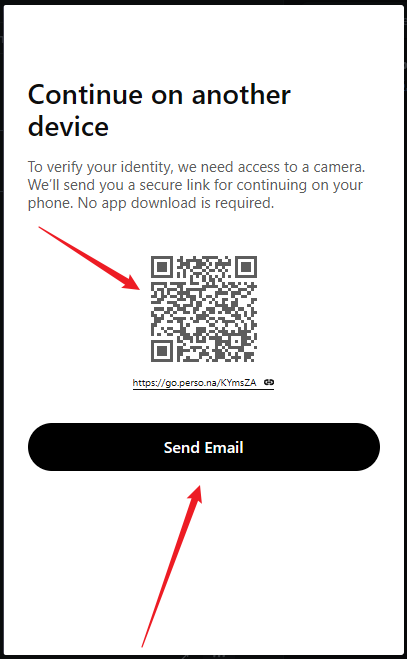 Continue on another
device
To verify your identity, we need access to a camera.
We'll send you a secure link for continuing on your
phone. No app download is required.
https://go.perso.na/KYmsZA
Send Email